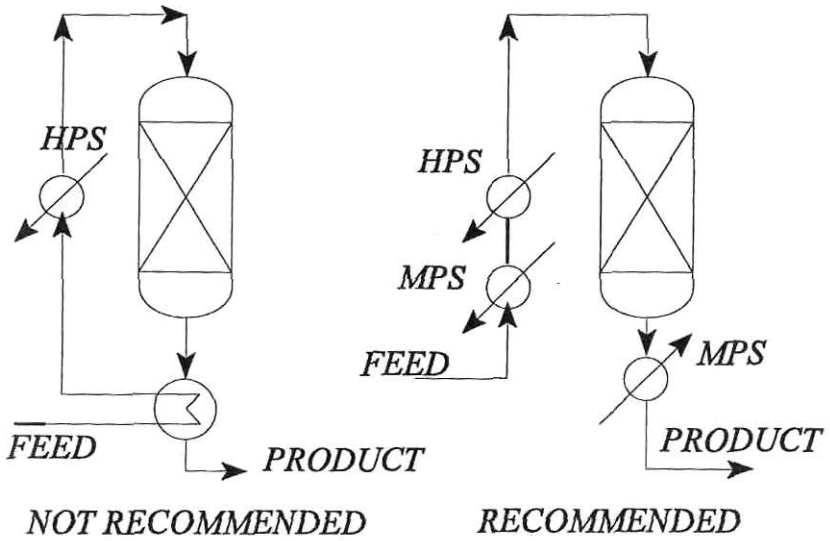 HPS
FEED
PRODUCT
NOT RECOMMENDED
HPS
MPS
FEED
MPS
PRODUCT
RECOMMENDED